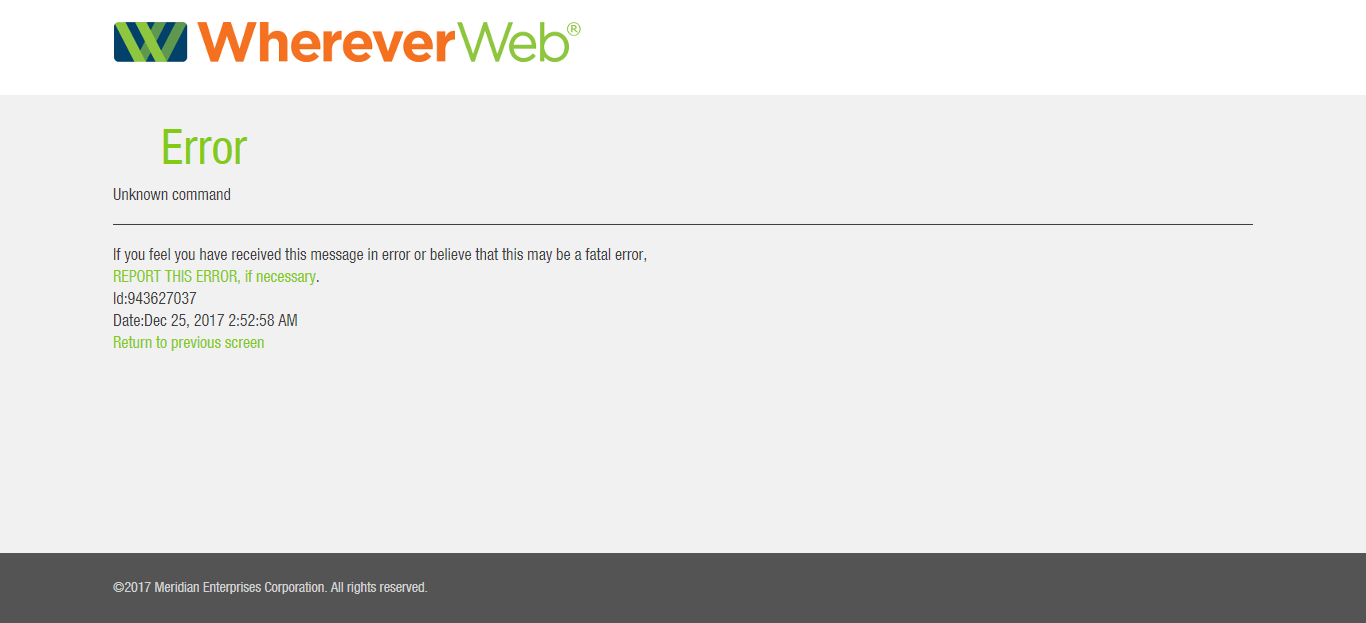 WhereverWeb®
Error
Unknown command
If you feel you have received this message in error or believe that this may be a fatal error,
REPORT THIS ERROR, if necessary.
Id:943627037
Date:Dec 25, 2017 2:52:58 AM
Return to previous screen
©2017 Meridian Enterprises Corporation. All rights reserved.